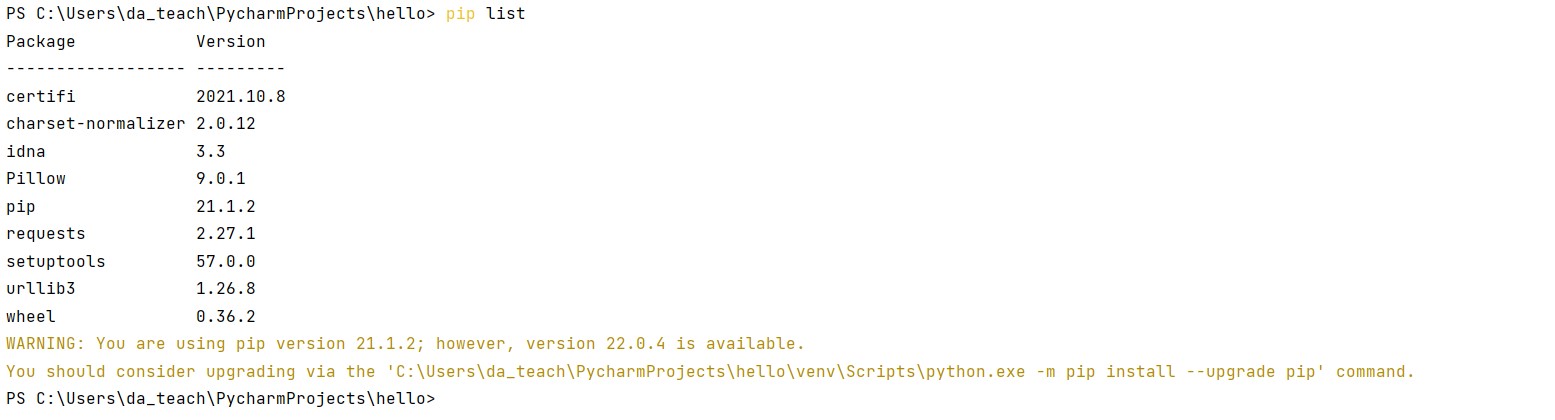 PS C:\Users\da_teach\PycharmProjects\hello> pip list
Package            Version
------------------ ---------
certifi            2021.10.8
charset-normalizer 2.0.12
idna               3.3
Pillow             9.0.1
pip                21.1.2
requests           2.27.1
setuptools         57.0.0
urllib3            1.26.8
wheel              0.36.2
WARNING: You are using pip version 21.1.2; however, version 22.0.4 is available.
You should consider upgrading via the 'C:\Users\da_teach\PycharmProjects\hello\venv\Scripts\python.exe -m pip install --upgrade pip' command.
PS C:\Users\da_teach\PycharmProjects\hello>